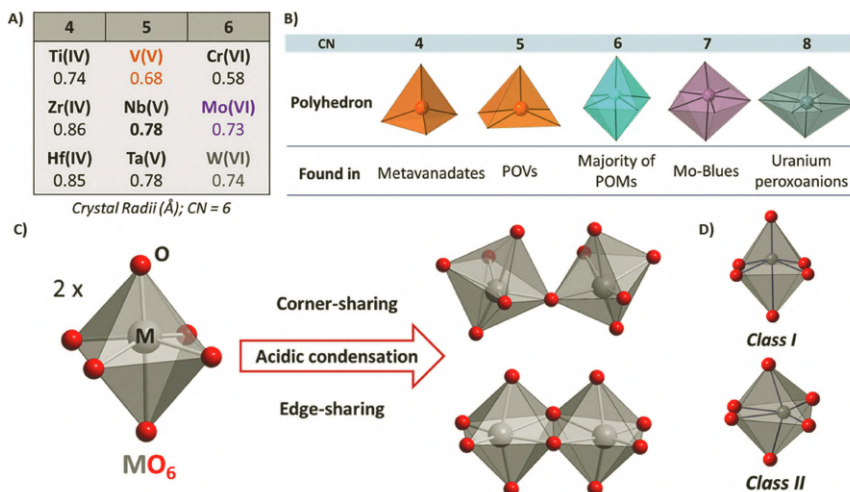 A)
4 5 6
Ti(IV) V(V) Cr(VI)
0.74 0.68 0.58
Zr(IV) Nb(V) Mo(VI)
0.86 0.78 0.73
Hf(IV) Ta(V) W(VI)
0.85 0.78 0.74
Crystal Radii (Å); CN = 6
B)
CN 4 5 6 7 8
Polyhedron
Found in Metavanadates POVs Majority of POMs Mo-Blues Uranium peroxoanions
C)
O
2 x
M
MO₆
Corner-sharing
Acidic condensation
Edge-sharing
D)
Class I
Class II